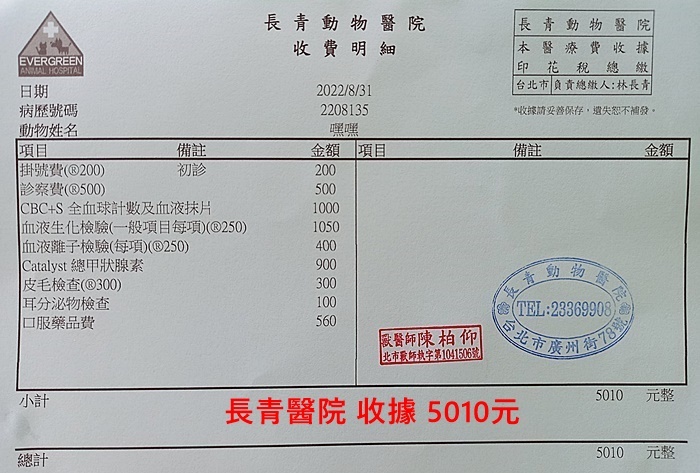 EVERGREEN
ANIMAL HOSPITAL
長青動物醫院
收費明細
長青動物醫院
本醫療費收據
印花稅總繳
台北市 負責總繳人:林長青
*收據請妥善保存，遺失恕不補發。
日期 2022/8/31
病歷號碼 2208135
動物姓名 嘿嘿
項目 備註 金額 項目 備註 金額
掛號費(®200) 初診 200
診察費(®500) 500
CBC+S 全血球計數及血液抹片 1000
血液生化檢驗(一般項目每項)(®250) 1050
血液離子檢驗(每項)(®250) 400
Catalyst 總甲狀腺素 900
皮毛檢查(®300) 300
耳分泌物檢查 100
口服藥品費 560
長青動物醫院
TEL:23369908
台北市廣州街78號
獸醫師陳柏仰
北市獸師執字第1041506號
小計 5010 元整
長青醫院 收據 5010元
總計 5010 元整